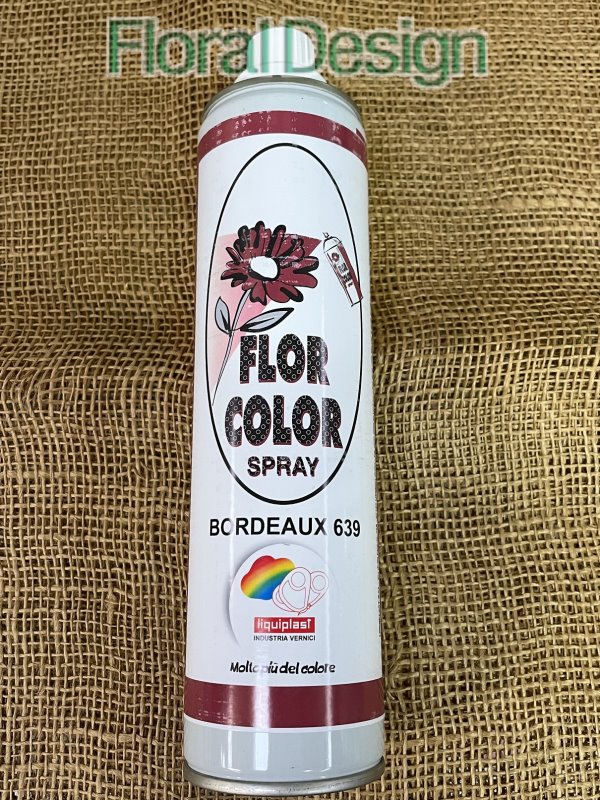 Floral Design
FLOR
COLOR
SPRAY
BORDEAUX 639
liquiplast
INDUSTRIA VERNICI
Molto più del colore